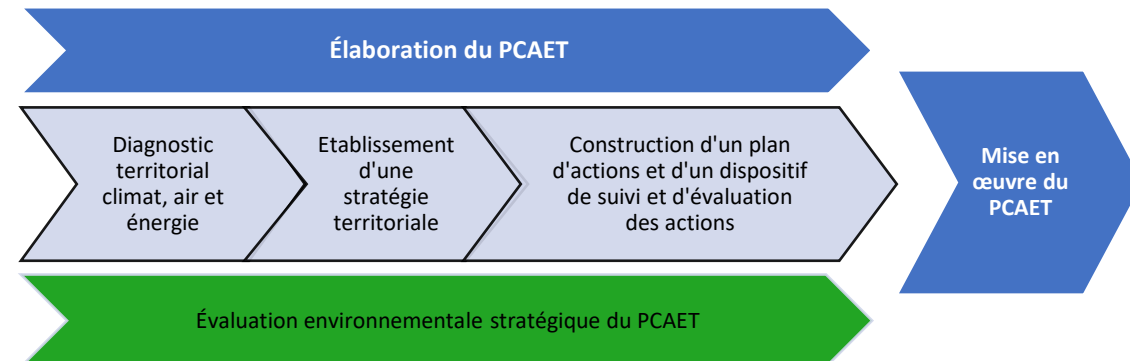 Élaboration du PCAET
Diagnostic
territorial
climat, air et
énergie
Etablissement
d'une
stratégie
territoriale
Construction d'un plan
d'actions et d'un dispositif
de suivi et d'évaluation
des actions
Mise en
œuvre du
PCAET
Évaluation environnementale stratégique du PCAET